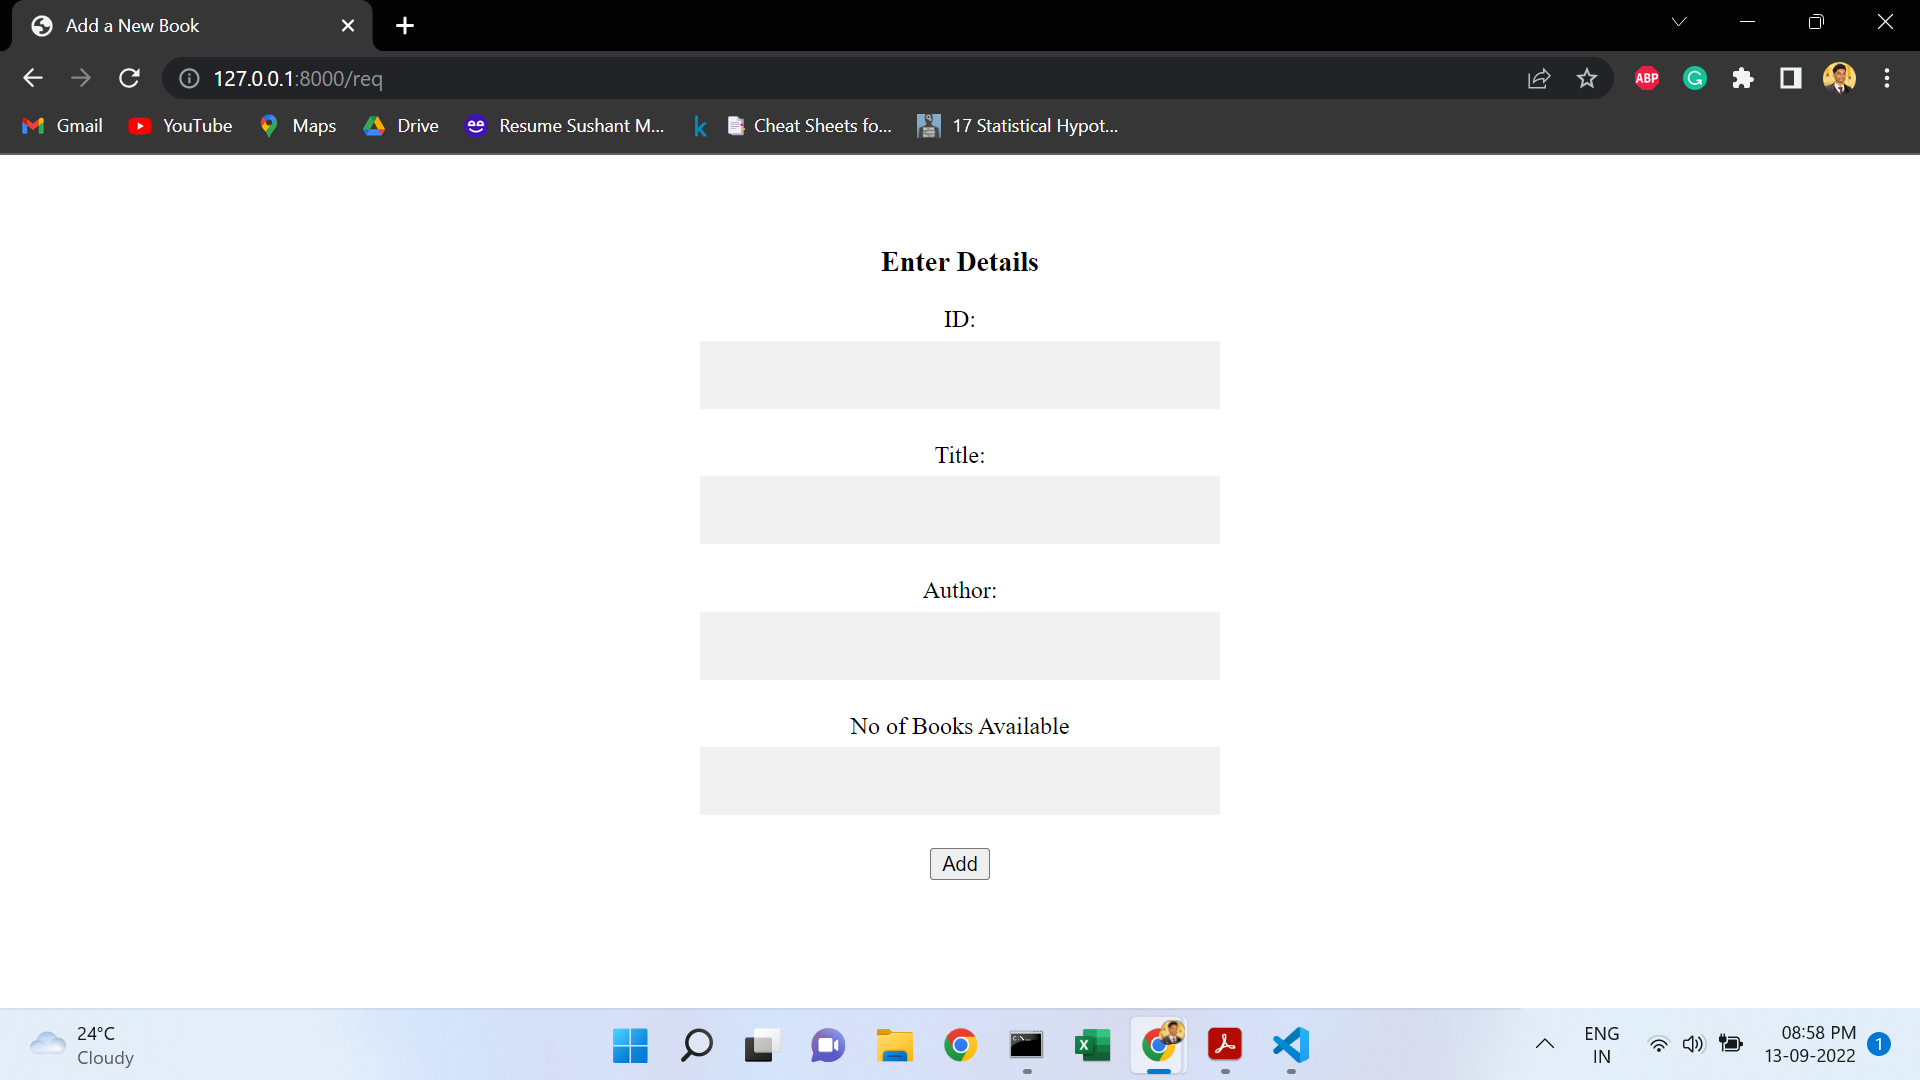 Add a New Book
127.0.0.1:8000/req
ABP
Gmail
YouTube
Maps
Drive
Resume Sushant M...
k
Cheat Sheets fo...
17 Statistical Hypot...
Enter Details
ID:
Title:
Author:
No of Books Available
Add
24°C
Cloudy
ENG
IN
08:58 PM
13-09-2022
1